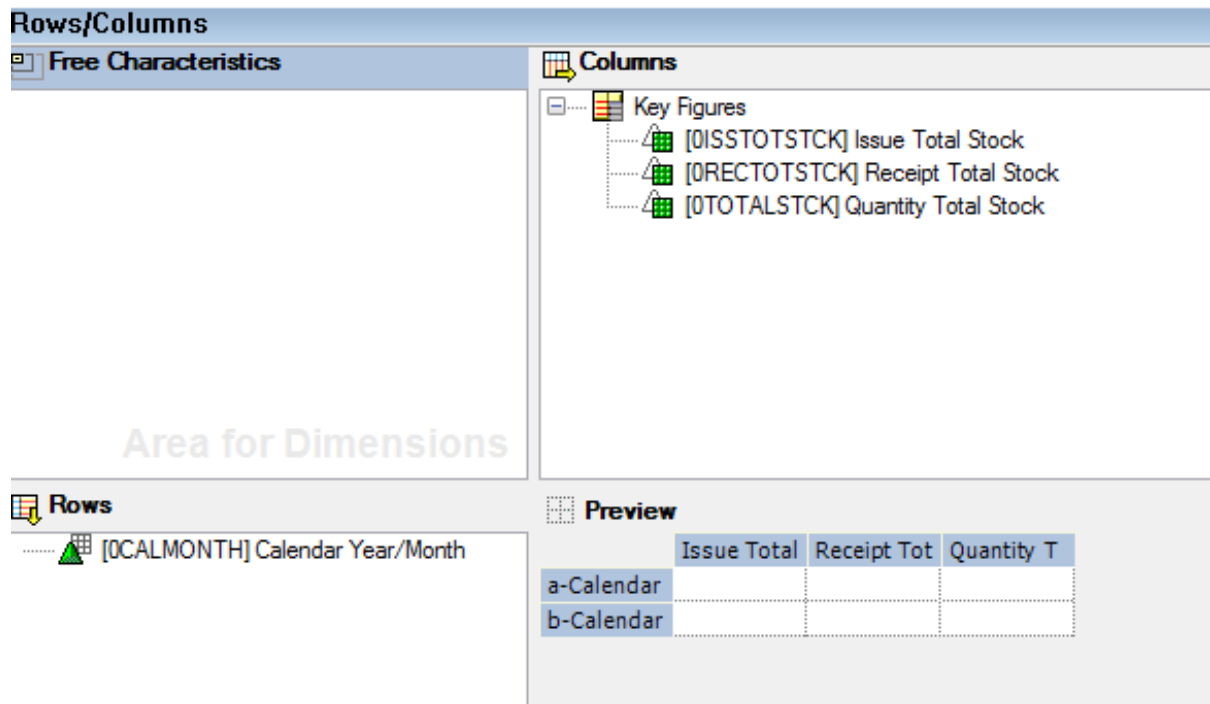 Rows/Columns
Free Characteristics
Area for Dimensions
Columns
Key Figures
[0ISSTOTSTCK] Issue Total Stock
[0RECTOTSTCK] Receipt Total Stock
[0TOTALSTCK] Quantity Total Stock
Rows
[0CALMONTH] Calendar Year/Month
Preview
Issue Total Receipt Tot Quantity T
a-Calendar
b-Calendar